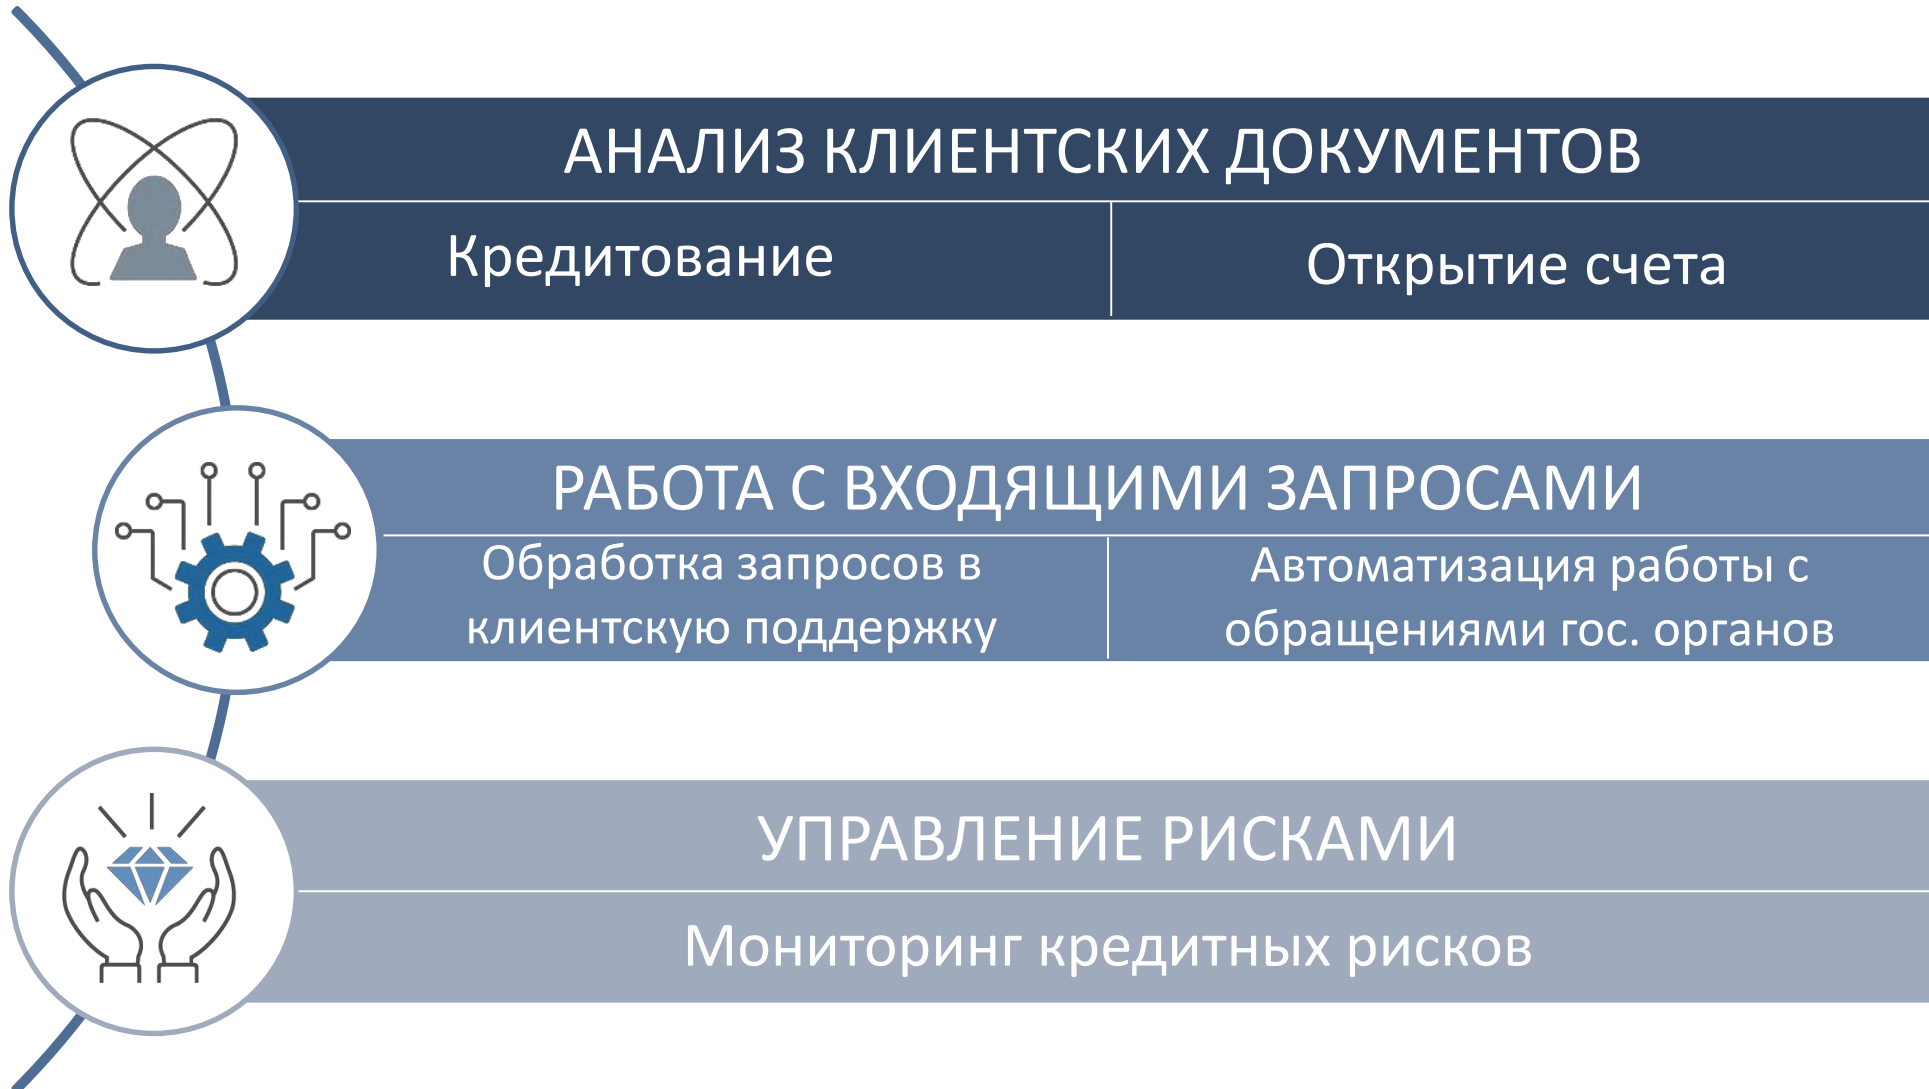 АНАЛИЗ КЛИЕНТСКИХ ДОКУМЕНТОВ
Кредитование
Открытие счета
РАБОТА С ВХОДЯЩИМИ ЗАПРОСАМИ
Обработка запросов в
клиентскую поддержку
Автоматизация работы с
обращениями гос. органов
УПРАВЛЕНИЕ РИСКАМИ
Мониторинг кредитных рисков